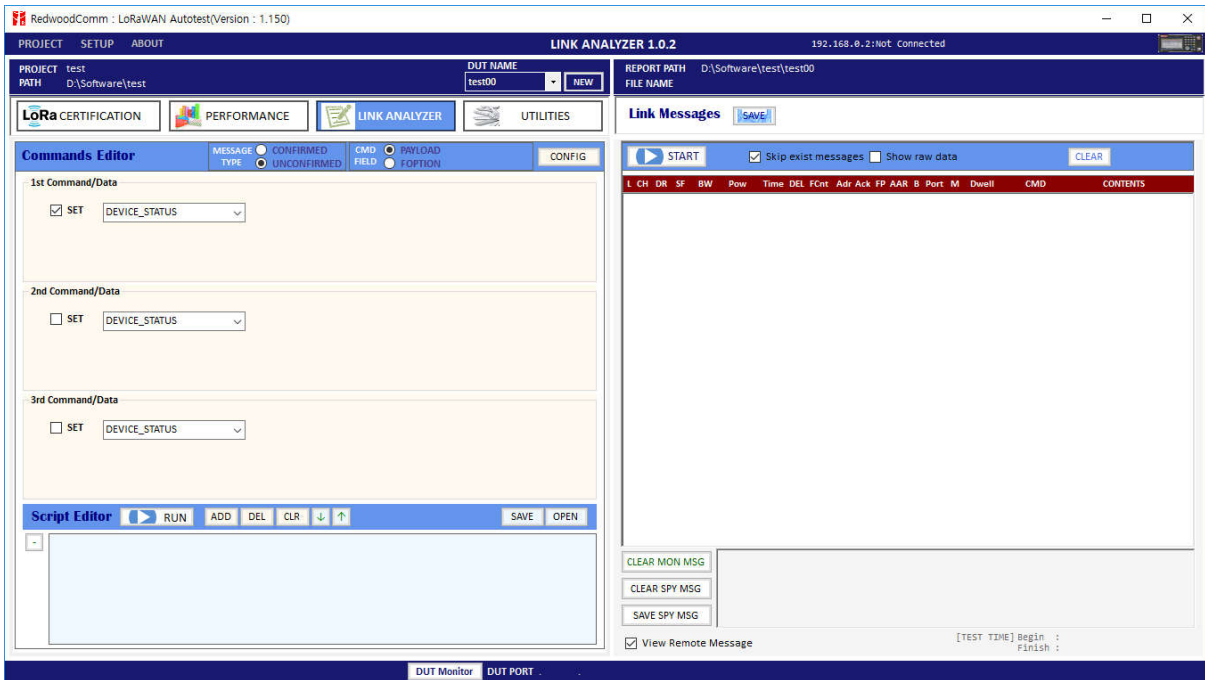 RedwoodComm : LoRaWAN Autotest(Version : 1.150)
PROJECT SETUP ABOUT
LINK ANALYZER 1.0.2
192.168.0.2:Not Connected
PROJECT test
PATH D:\Software\test
DUT NAME
test00
NEW
REPORT PATH D:\Software\test\test00
FILE NAME
LoRa CERTIFICATION
PERFORMANCE
LINK ANALYZER
UTILITIES
Link Messages
SAVE
Commands Editor
MESSAGE TYPE
CONFIRMED
UNCONFIRMED
CMD FIELD
PAYLOAD
FOPTION
CONFIG
START
Skip exist messages
Show raw data
CLEAR
L CH DR SF BW Pow Time DEL FCnt Adr Ack FP AAR B Port M Dwell CMD CONTENTS
1st Command/Data
SET DEVICE_STATUS
2nd Command/Data
SET DEVICE_STATUS
3rd Command/Data
SET DEVICE_STATUS
Script Editor
RUN
ADD
DEL
CLR
↓
↑
SAVE
OPEN
-
CLEAR MON MSG
CLEAR SPY MSG
SAVE SPY MSG
View Remote Message
[TEST TIME] Begin :
Finish :
DUT Monitor
DUT PORT . .